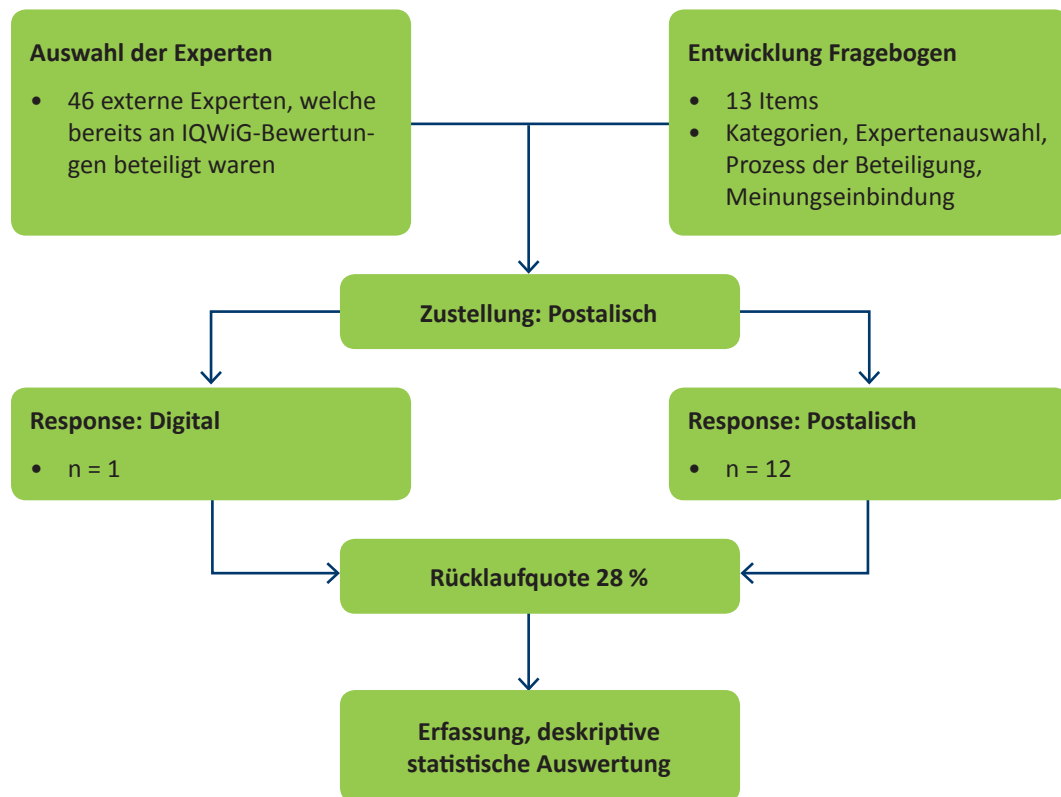 Auswahl der Experten
• 46 externe Experten, welche
bereits an IQWiG-Bewertun-
gen beteiligt waren
Entwicklung Fragebogen
• 13 Items
• Kategorien, Expertenauswahl,
Prozess der Beteiligung,
Meinungseinbindung
Zustellung: Postalisch
Response: Digital
• n = 1
Response: Postalisch
• n = 12
Rücklaufquote 28 %
Erfassung, deskriptive
statistische Auswertung